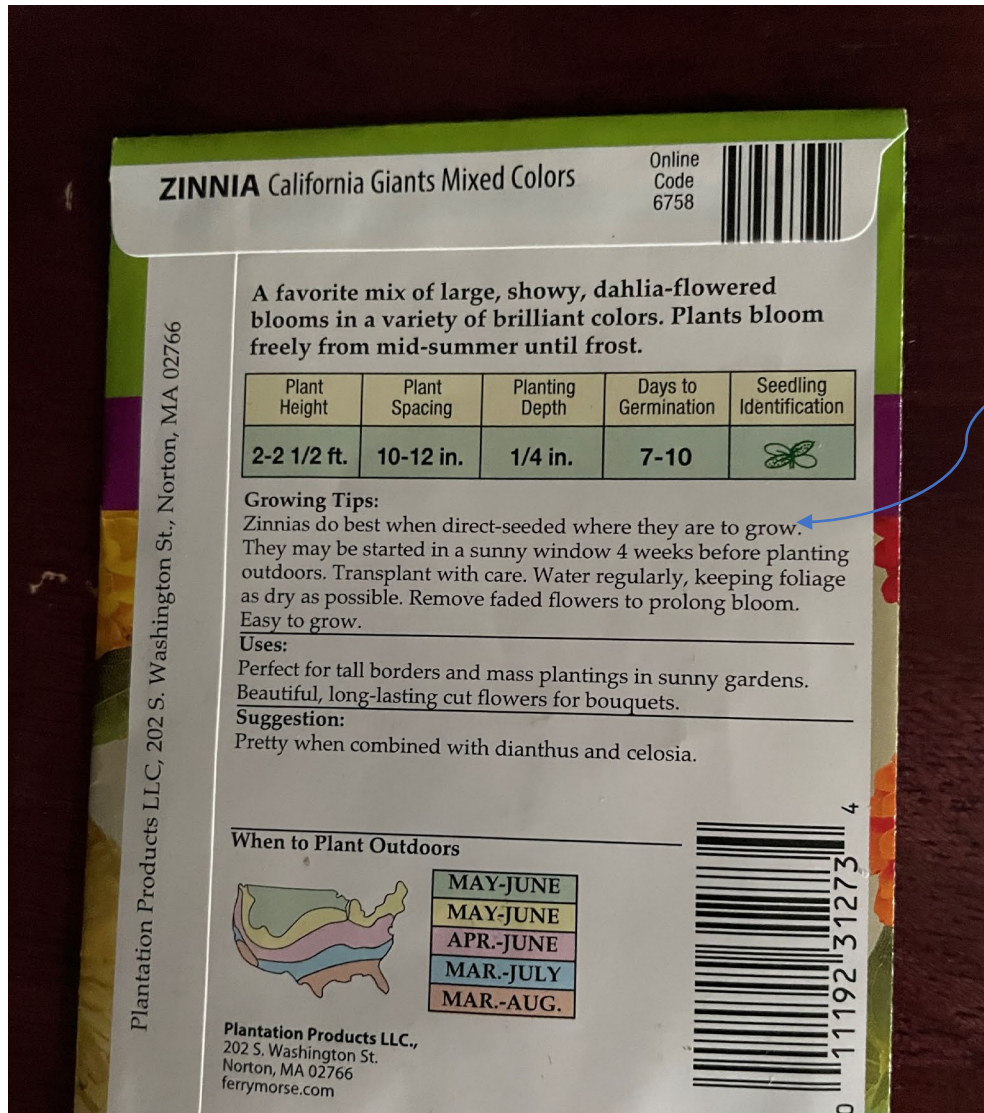 ZINNIA California Giants Mixed Colors
Online
Code
6758
A favorite mix of large, showy, dahlia-flowered
blooms in a variety of brilliant colors. Plants bloom
freely from mid-summer until frost.
Plant
Height
Plant
Spacing
Planting
Depth
Days to
Germination
Seedling
Identification
2-2 1/2 ft.
10-12 in.
1/4 in.
7-10
Growing Tips:
Zinnias do best when direct-seeded where they are to grow.
They may be started in a sunny window 4 weeks before planting
outdoors. Transplant with care. Water regularly, keeping foliage
as dry as possible. Remove faded flowers to prolong bloom.
Easy to grow.
Uses:
Perfect for tall borders and mass plantings in sunny gardens.
Beautiful, long-lasting cut flowers for bouquets.
Suggestion:
Pretty when combined with dianthus and celosia.
When to Plant Outdoors
MAY-JUNE
MAY-JUNE
APR.-JUNE
MAR.-JULY
MAR.-AUG.
Plantation Products LLC.,
202 S. Washington St.
Norton, MA 02766
ferrymorse.com
Plantation Products LLC, 202 S. Washington St., Norton, MA 02766
0 11192 31273 4